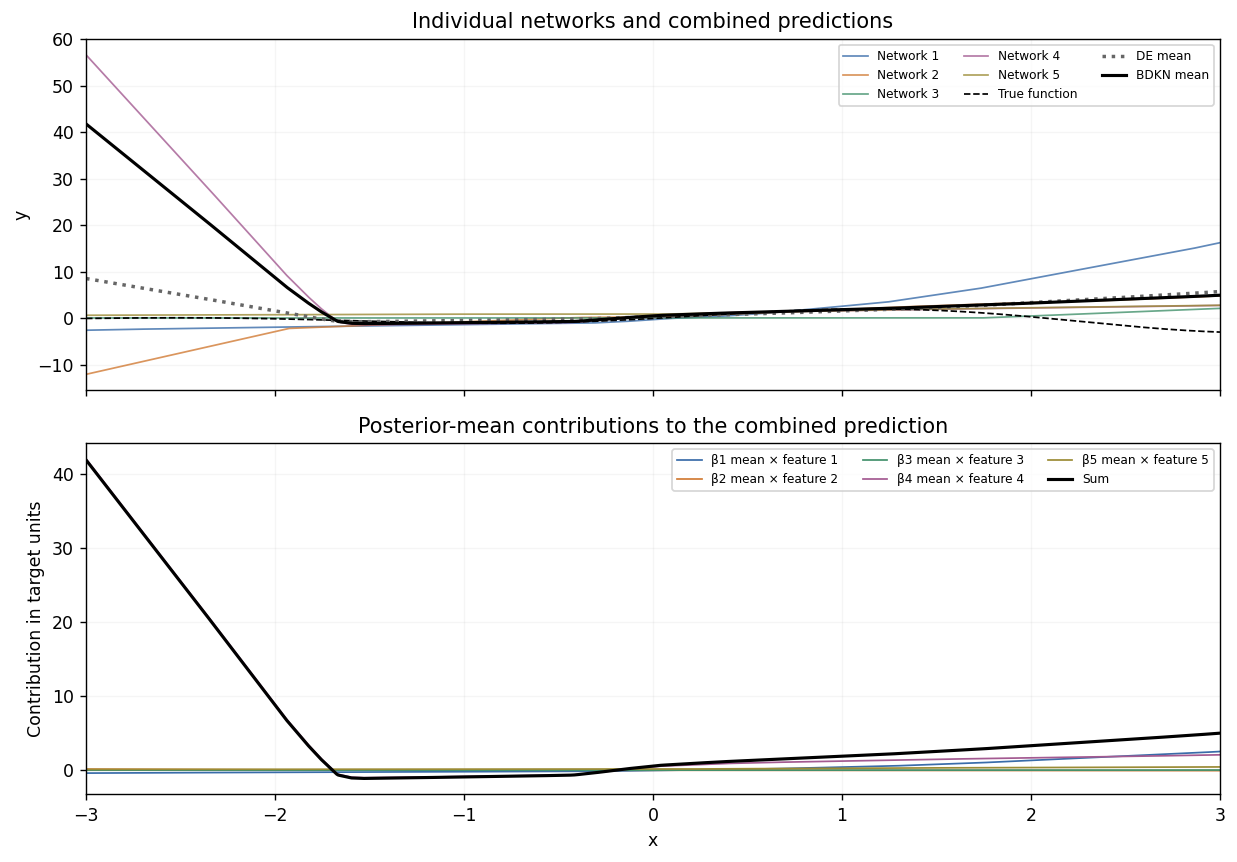 Individual networks and combined predictions
Network 1 Network 4 DE mean
Network 2 Network 5 BDKN mean
Network 3 True function
60
50
40
30
20
10
0
−10
y
Posterior-mean contributions to the combined prediction
β1 mean × feature 1 β3 mean × feature 3 β5 mean × feature 5
β2 mean × feature 2 β4 mean × feature 4 Sum
40
30
20
10
0
Contribution in target units
−3 −2 −1 0 1 2 3
x